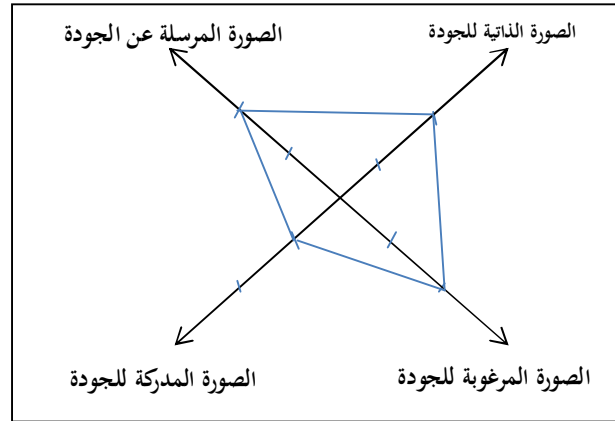 الصورة الذاتية للجودة
الصورة المرسلة عن الجودة
الصورة المرغوبة للجودة
الصورة المدركة للجودة